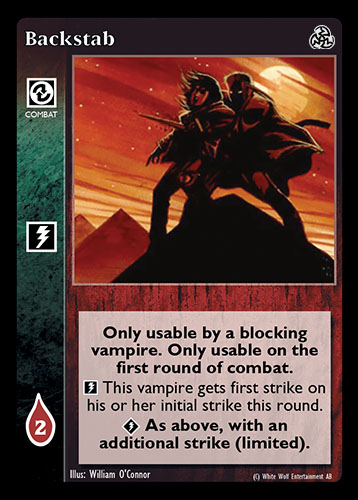 Backstab
COMBAT
Only usable by a blocking
vampire. Only usable on the
first round of combat.
This vampire gets first strike on
his or her initial strike this round.
As above, with an
additional strike (limited).
2
Illus: William O'Connor
(C) White Wolf Entertainment AB